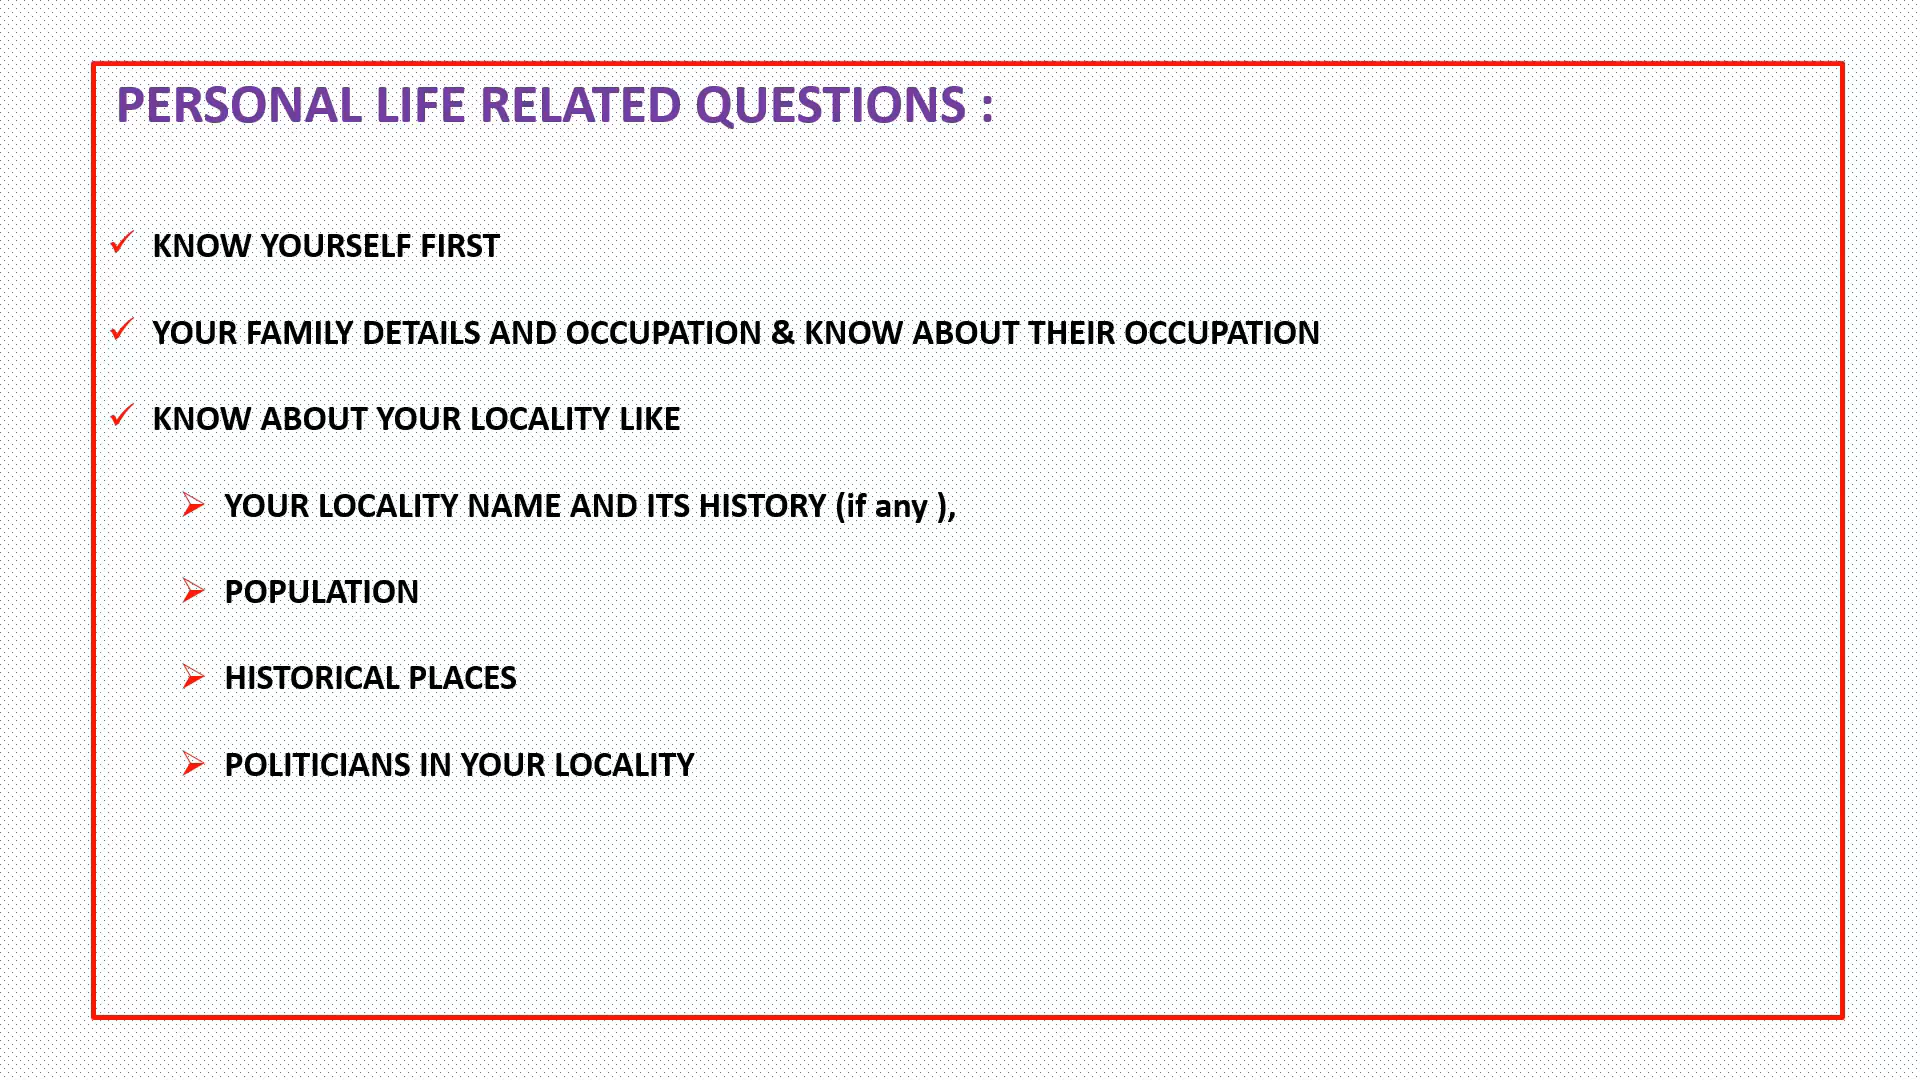 PERSONAL LIFE RELATED QUESTIONS :
KNOW YOURSELF FIRST
YOUR FAMILY DETAILS AND OCCUPATION & KNOW ABOUT THEIR OCCUPATION
KNOW ABOUT YOUR LOCALITY LIKE
YOUR LOCALITY NAME AND ITS HISTORY (if any ),
POPULATION
HISTORICAL PLACES
POLITICIANS IN YOUR LOCALITY